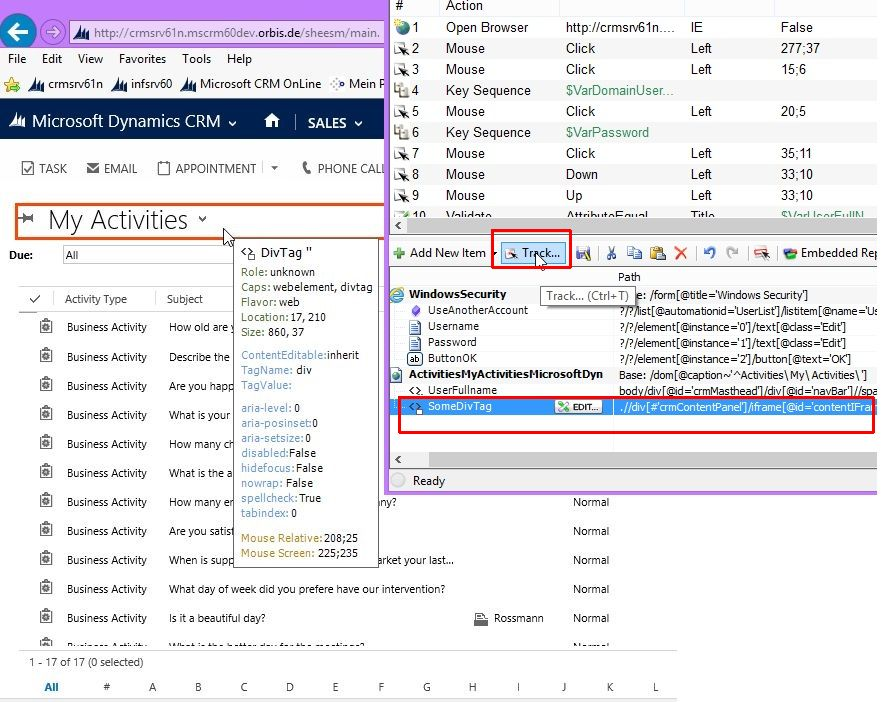 http://crmsrv61n.mscrm60dev.orbis.de/sheesm/main.
File Edit View Favorites Tools Help
crmsrv61n infsrv60 Microsoft CRM OnLine Mein P
Microsoft Dynamics CRM SALES
TASK EMAIL APPOINTMENT PHONE CALL
My Activities
Due: All
Activity Type Subject
Business Activity How old are y
Business Activity Describe the
Business Activity Are you happ
Business Activity What is your
Business Activity How many ch
Business Activity What is the a
Business Activity How many en ny? Normal
Business Activity Are you satisf Normal
Business Activity When is supp arket your last... Normal
Business Activity What day of week did you prefere have our intervention? Normal
Business Activity Is it a beautiful day? Rossmann Normal
1 - 17 of 17 (0 selected)
All # A B C D E F G H I J K L
DivTag ''
Role: unknown
Caps: webelement, divtag
Flavor: web
Location: 17, 210
Size: 860, 37
ContentEditable:inherit
TagName: div
TagValue:
aria-level: 0
aria-posinset:0
aria-setsize:0
disabled:False
hidefocus: False
nowrap: False
spellcheck: True
tabindex: 0
Mouse Relative: 208;25
Mouse Screen: 225;235
# Action
1 Open Browser http://crmsrv61n.... IE False
2 Mouse Click Left 277;37
3 Mouse Click Left 15;6
4 Key Sequence $VarDomainUser...
5 Mouse Click Left 20;5
6 Key Sequence $VarPassword
7 Mouse Click Left 35;11
8 Mouse Down Left 33;10
9 Mouse Up Left 33;10
10 Validate AttributeEqual Title $VarUserFullN
Add New Item Track... Embedded Rep
Path
Track... (Ctrl+T)
WindowsSecurity e: /form[@title='Windows Security']
UseAnotherAccount ?/?/list[@automationid='UserList']/listitem[@name='Us
Username ?/?/element[@instance='0']/text[@class='Edit']
Password ?/?/element[@instance='1']/text[@class='Edit']
ButtonOK ?/?/element[@instance='2']/button[@text='OK']
ActivitiesMyActivitiesMicrosoftDyn Base: /dom[@caption~'^Activities\ My\ Activities\ ']
UserFullname body/div[@id='crmMasthead']/div[@id='navBar']//spa
SomeDivTag EDIT... .//div[#'crmContentPanel']/iframe[@id='contentIFram
Ready